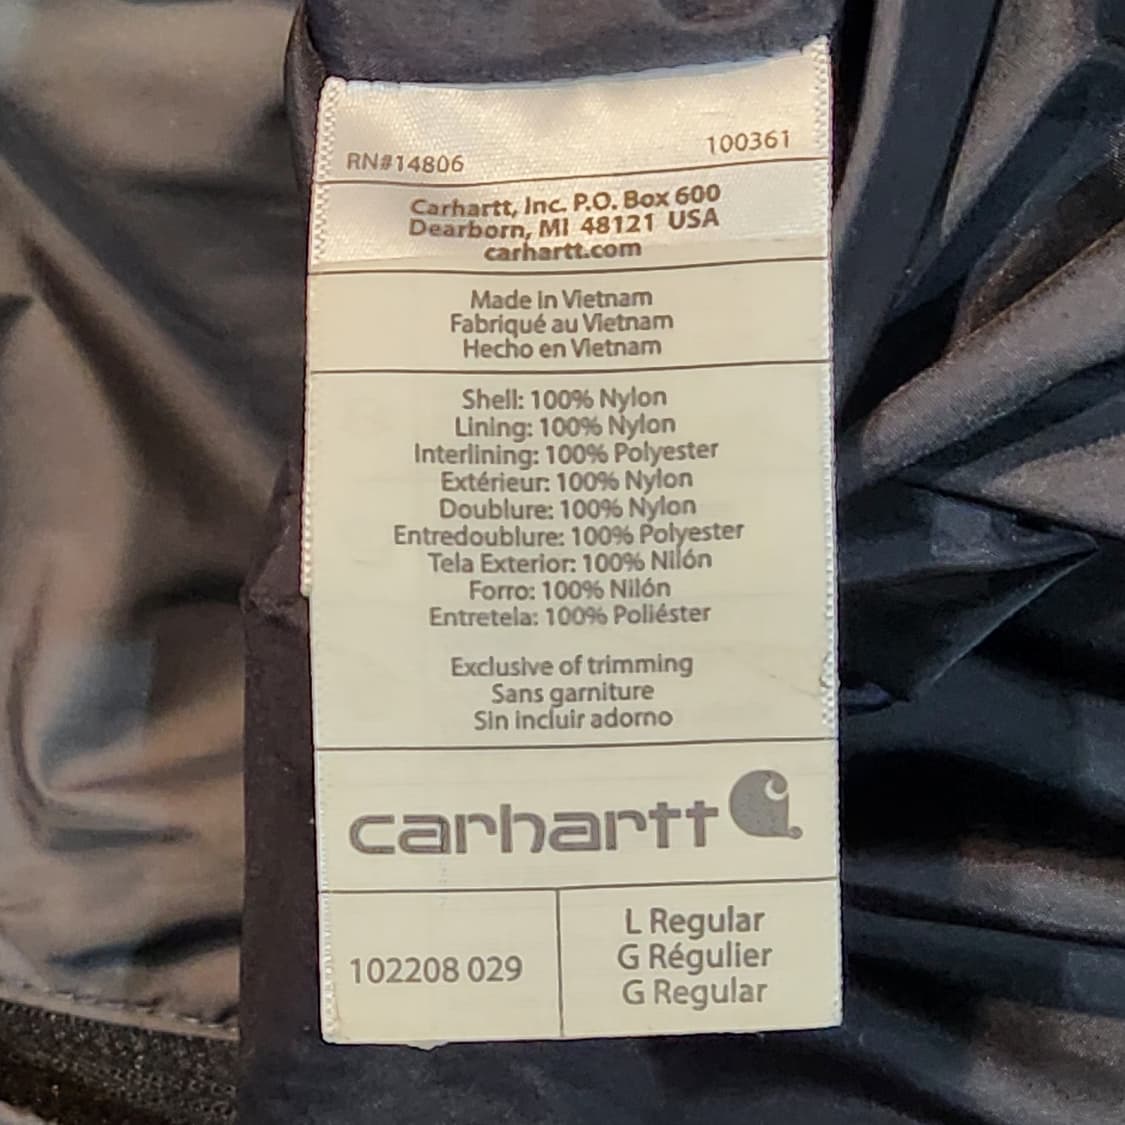 RN#14806 100361
Carhartt, Inc. P.O. Box 600
Dearborn, MI 48121 USA
carhartt.com
Made in Vietnam
Fabriqué au Vietnam
Hecho en Vietnam
Shell: 100% Nylon
Lining: 100% Nylon
Interlining: 100% Polyester
Extérieur: 100% Nylon
Doublure: 100% Nylon
Entredoublure: 100% Polyester
Tela Exterior: 100% Nilón
Forro: 100% Nilón
Entretela: 100% Poliéster
Exclusive of trimming
Sans garniture
Sin incluir adorno
carhartt
102208 029
L Regular
G Régulier
G Regular